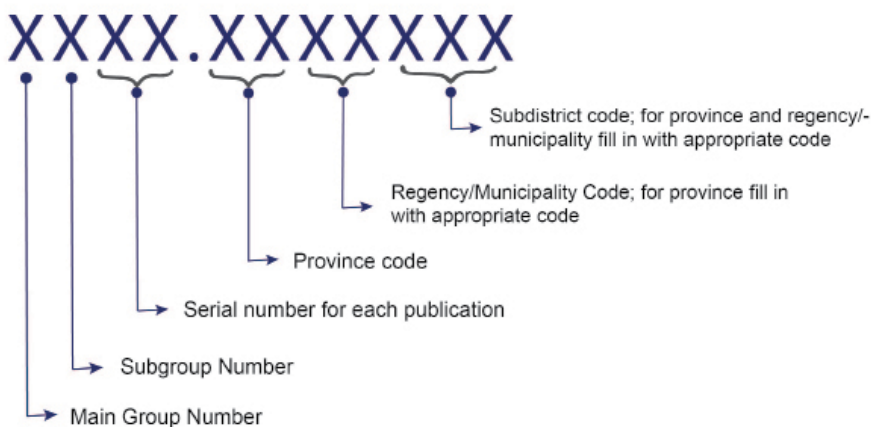 XXXX.XXXXXXX
Subdistrict code; for province and regency/-
municipality fill in with appropriate code
Regency/Municipality Code; for province fill in
with appropriate code
Province code
Serial number for each publication
Subgroup Number
Main Group Number